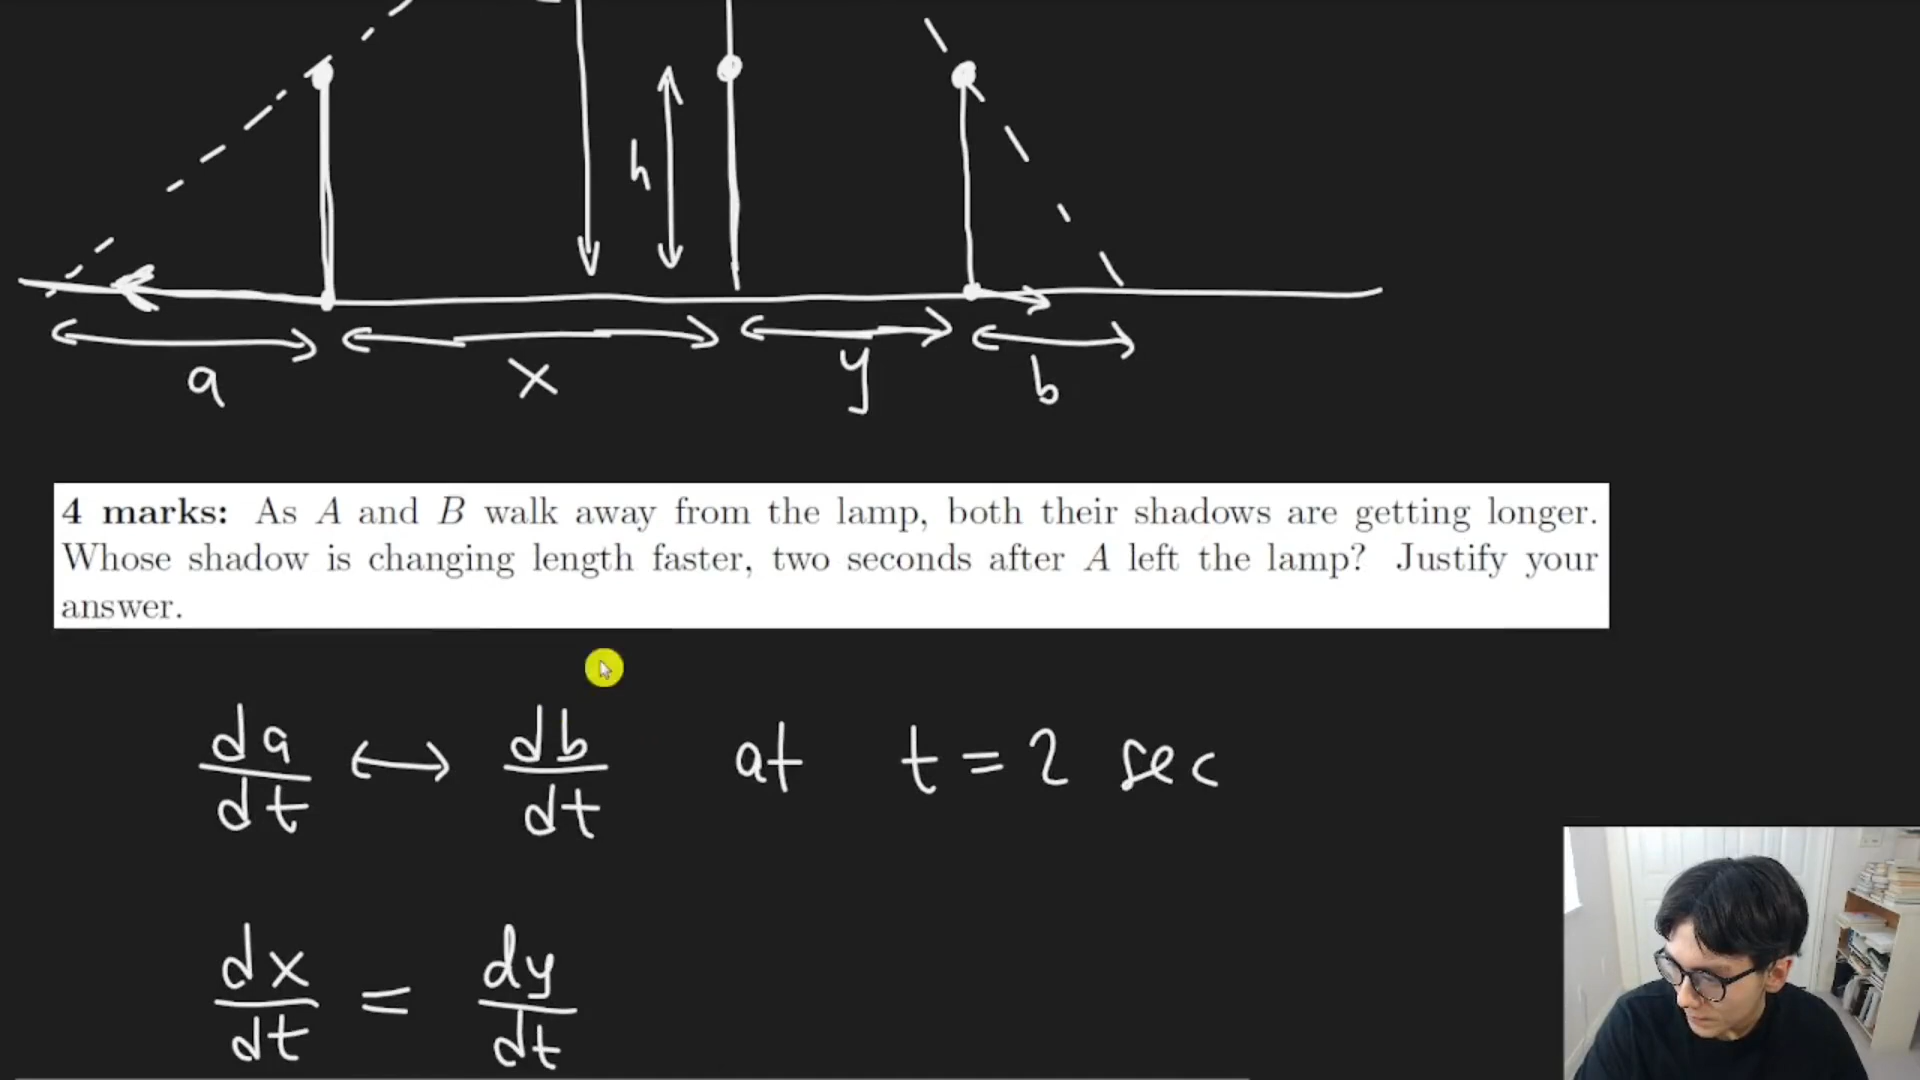 h
a x y b
4 marks: As A and B walk away from the lamp, both their shadows are getting longer.
Whose shadow is changing length faster, two seconds after A left the lamp? Justify your
answer.
da/dt ↔ db/dt at t = 2 sec
dx/dt = dy/dt